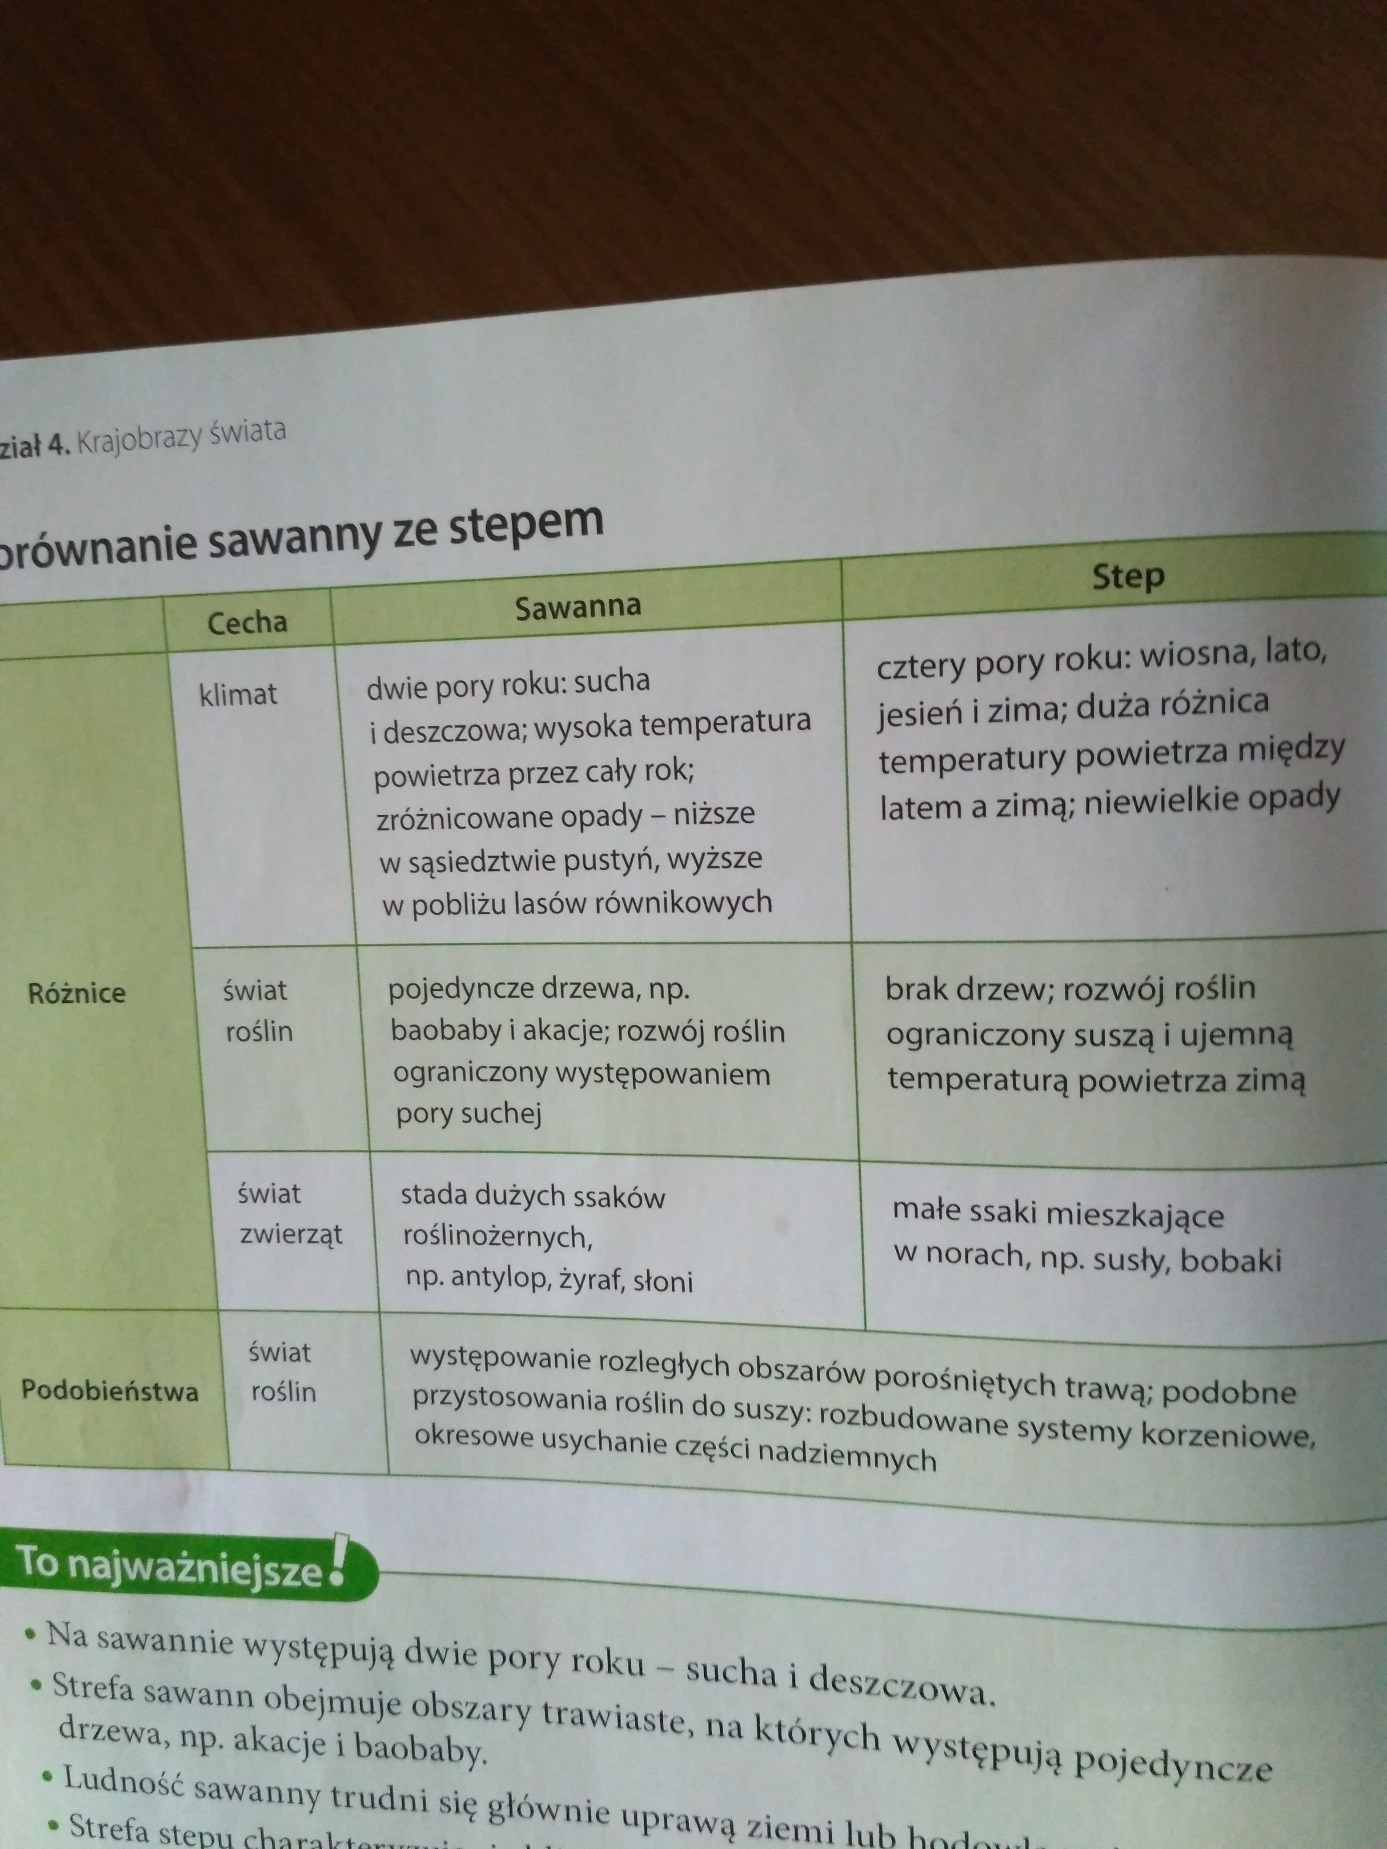 ział 4. Krajobrazy świata
orównanie sawanny ze stepem
Cecha
Sawanna
Step
Różnice
klimat
dwie pory roku: sucha
i deszczowa; wysoka temperatura
powietrza przez cały rok;
zróżnicowane opady – niższe
w sąsiedztwie pustyń, wyższe
w pobliżu lasów równikowych
cztery pory roku: wiosna, lato,
jesień i zima; duża różnica
temperatury powietrza między
latem a zimą; niewielkie opady
świat
roślin
pojedyncze drzewa, np.
baobaby i akacje; rozwój roślin
ograniczony występowaniem
pory suchej
brak drzew; rozwój roślin
ograniczony suszą i ujemną
temperaturą powietrza zimą
świat
zwierząt
stada dużych ssaków
roślinożernych,
np. antylop, żyraf, słoni
małe ssaki mieszkające
w norach, np. susły, bobaki
Podobieństwa
świat
roślin
występowanie rozległych obszarów porośniętych trawą; podobne
przystosowania roślin do suszy: rozbudowane systemy korzeniowe,
okresowe usychanie części nadziemnych
To najważniejsze!
• Na sawannie występują dwie pory roku – sucha i deszczowa.
• Strefa sawann obejmuje obszary trawiaste, na których występują pojedyncze
drzewa, np. akacje i baobaby.
• Ludność sawanny trudni się głównie uprawą ziemi lub
• Strefa stepu